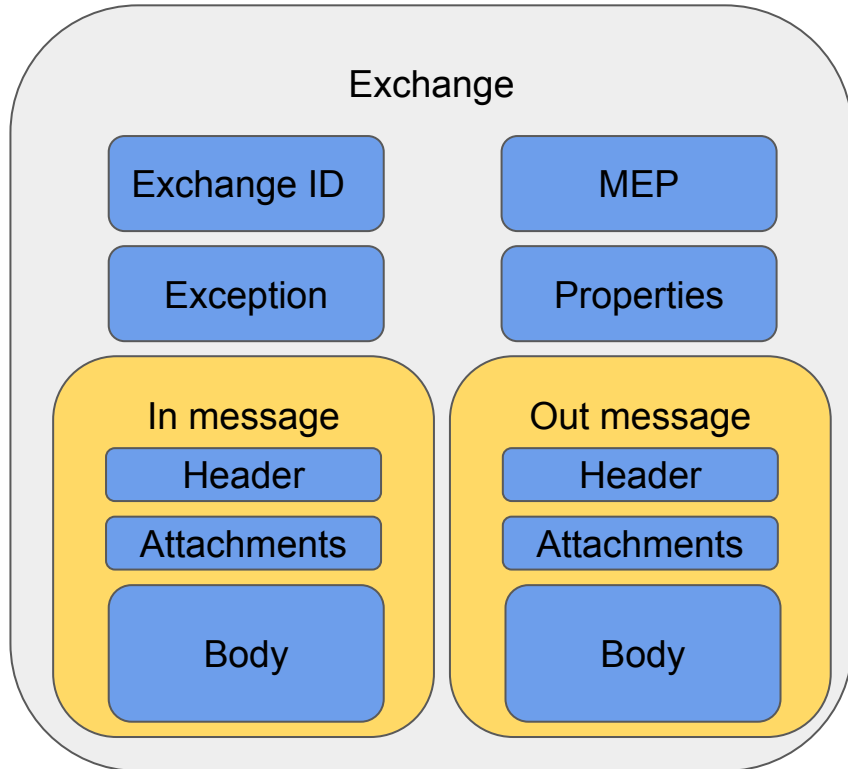 Exchange
Exchange ID
MEP
Exception
Properties
In message
Header
Attachments
Body
Out message
Header
Attachments
Body